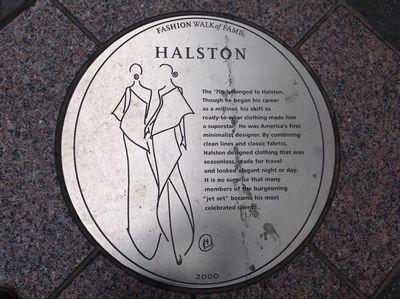 FASHION WALK of FAME
HALSTON
The '70s belonged to Halston.
Though he began his career
as a milliner, his shift to
ready-to-wear clothing made him
a superstar. He was America's first
minimalist designer. By combining
clean lines and classic fabrics,
Halston designed clothing that was
seasonless, made for travel
and looked elegant night or day.
It is no surprise that many
members of the burgeoning
"jet set" became his most
celebrated clients.
H
2000